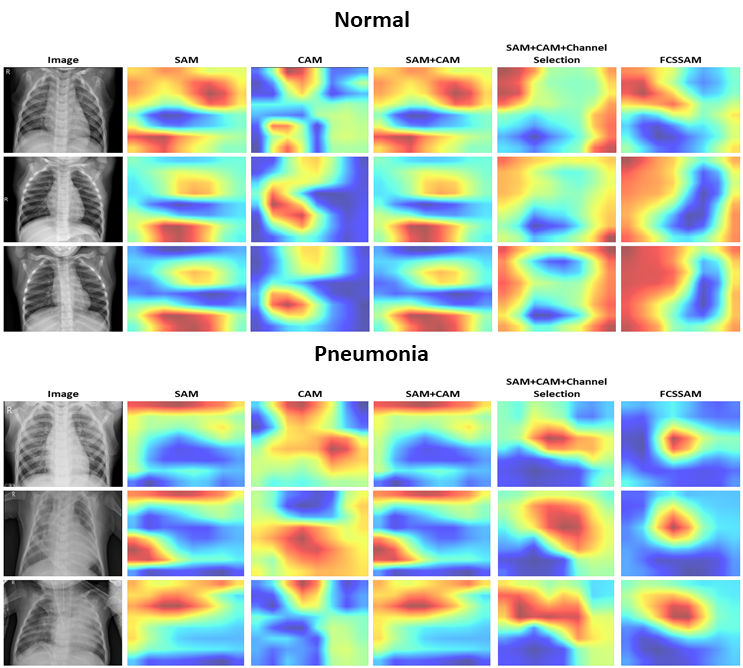 Normal
Image SAM CAM SAM+CAM SAM+CAM+Channel Selection FCSSAM
R
R
Pneumonia
Image SAM CAM SAM+CAM SAM+CAM+Channel Selection FCSSAM
R
R